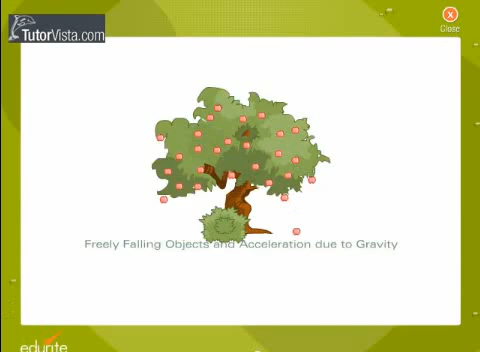 TutorVista.com
Close
Freely Falling Objects and Acceleration due to Gravity
edurite